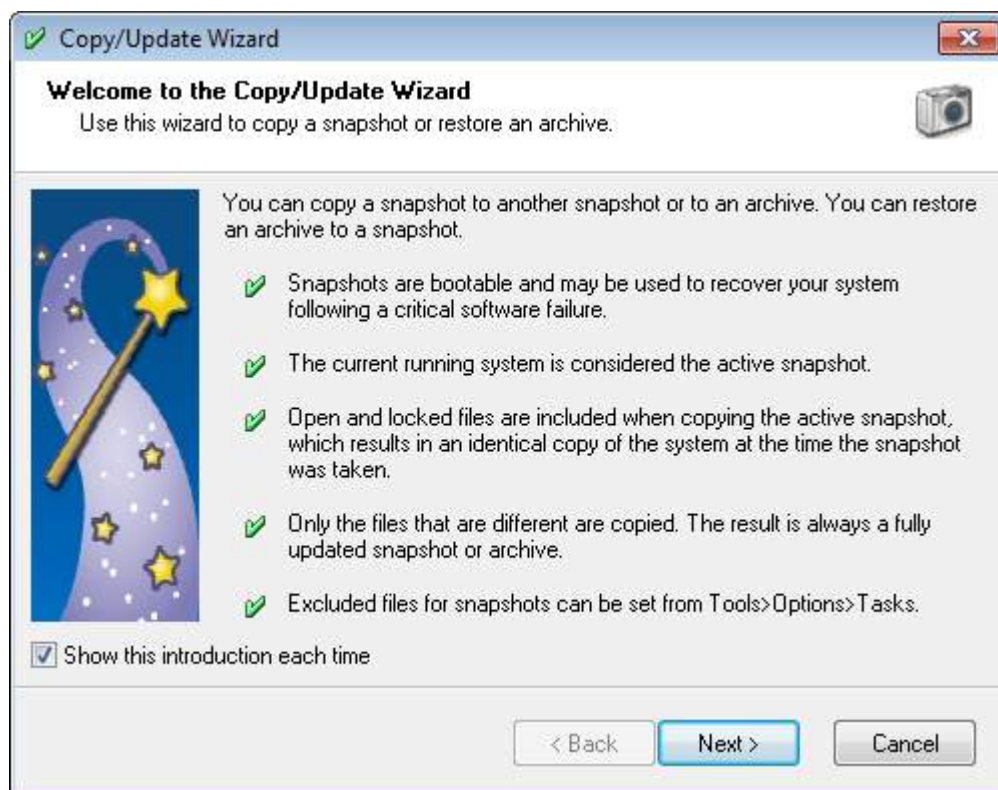 Copy/Update Wizard
Welcome to the Copy/Update Wizard
Use this wizard to copy a snapshot or restore an archive.
You can copy a snapshot to another snapshot or to an archive. You can restore
an archive to a snapshot.
Snapshots are bootable and may be used to recover your system
following a critical software failure.
The current running system is considered the active snapshot.
Open and locked files are included when copying the active snapshot,
which results in an identical copy of the system at the time the snapshot
was taken.
Only the files that are different are copied. The result is always a fully
updated snapshot or archive.
Excluded files for snapshots can be set from Tools>Options>Tasks.
Show this introduction each time
< Back
Next >
Cancel